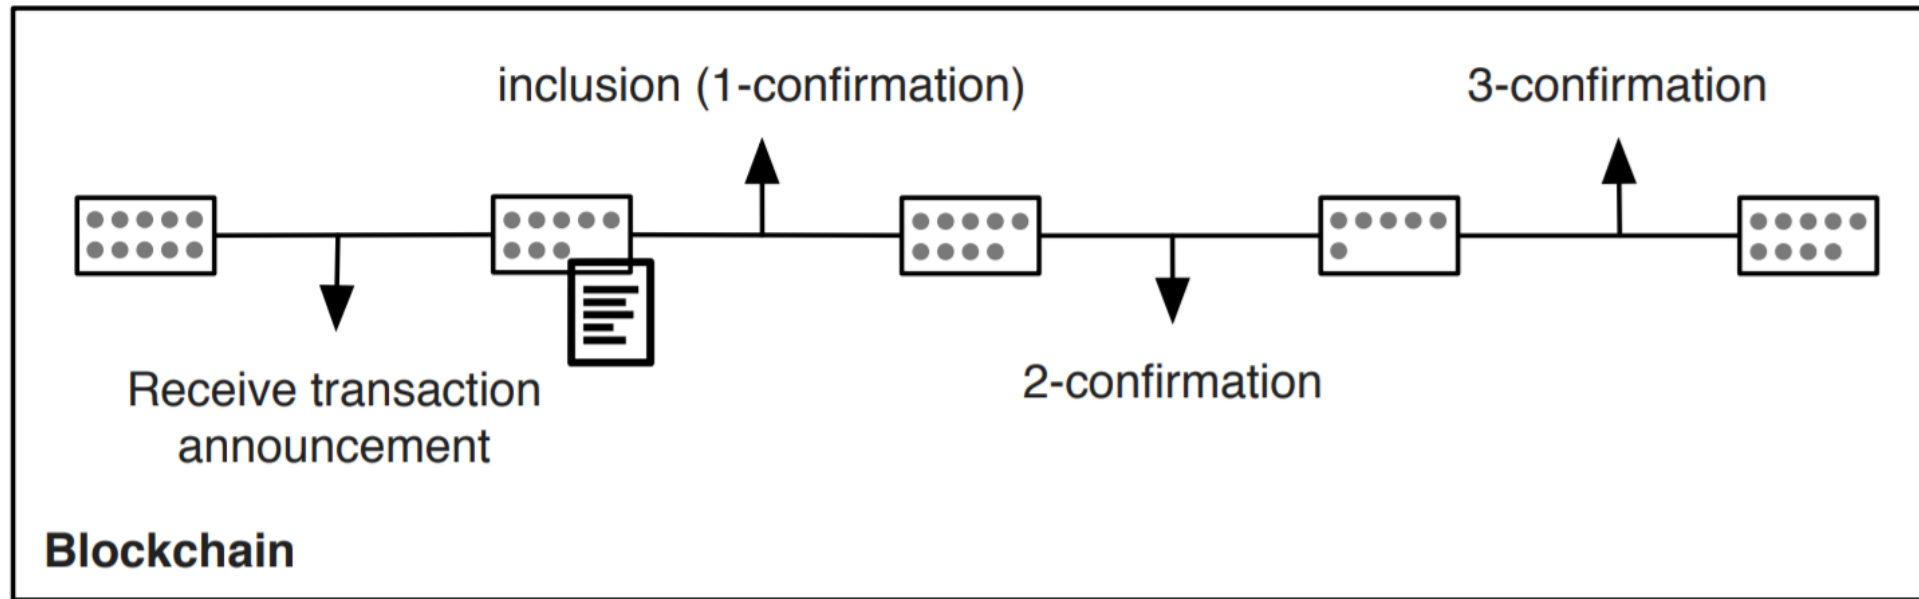 inclusion (1-confirmation)
3-confirmation
Receive transaction
announcement
2-confirmation
Blockchain